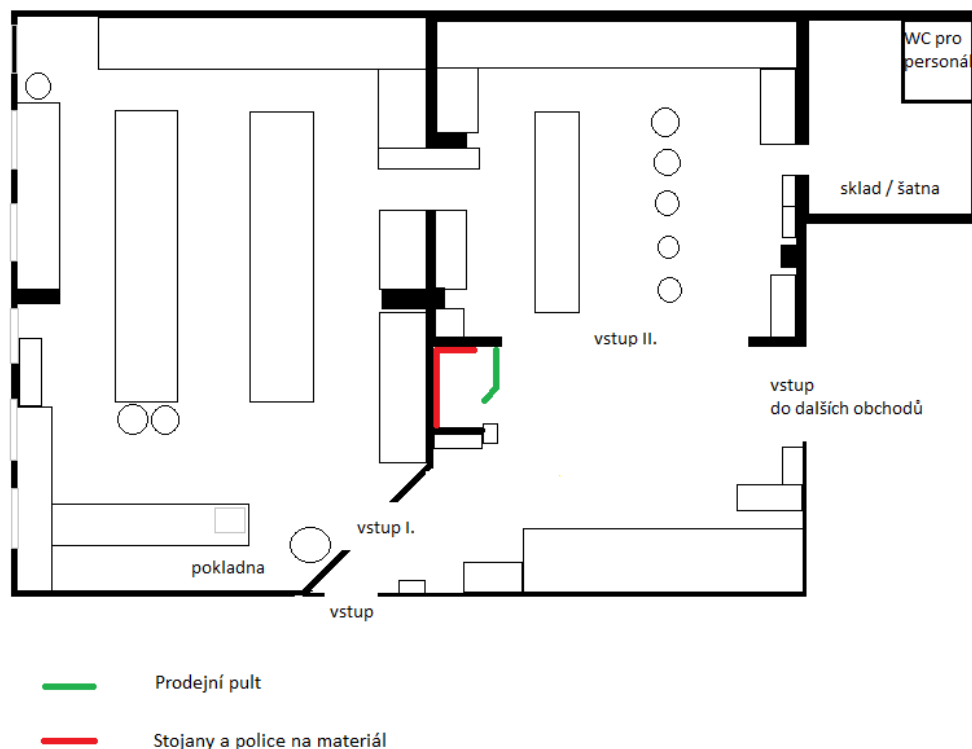 WC pro
personál
sklad / šatna
vstup II.
vstup
do dalších obchodů
vstup I.
pokladna
vstup
Prodejní pult
Stojany a police na materiál